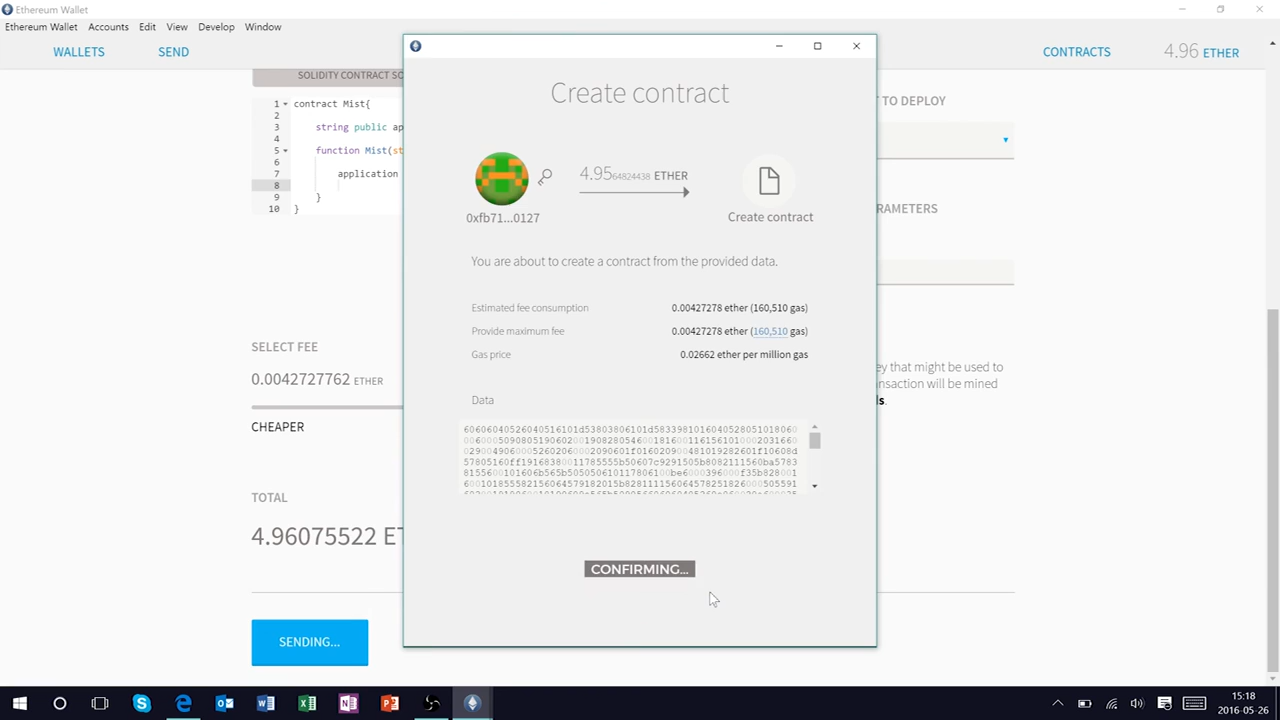 Ethereum Wallet
Ethereum Wallet Accounts Edit View Develop Window
WALLETS SEND CONTRACTS 4.96 ETHER
SOLIDITY CONTRACT SO
1 contract Mist{
2
3 string public ap
4
5 function Mist(st
6
7 application
8
9 }
10 }
T TO DEPLOY
RAMETERS
SELECT FEE
0.0042727762 ETHER
CHEAPER
ey that might be used to
nsaction will be mined
ds.
TOTAL
4.96075522 ET
SENDING...
Create contract
4.9564824438 ETHER
0xfb71...0127
Create contract
You are about to create a contract from the provided data.
Estimated fee consumption 0.00427278 ether (160,510 gas)
Provide maximum fee 0.00427278 ether (160,510 gas)
Gas price 0.02662 ether per million gas
Data
CONFIRMING...
15:18
2016-05-26